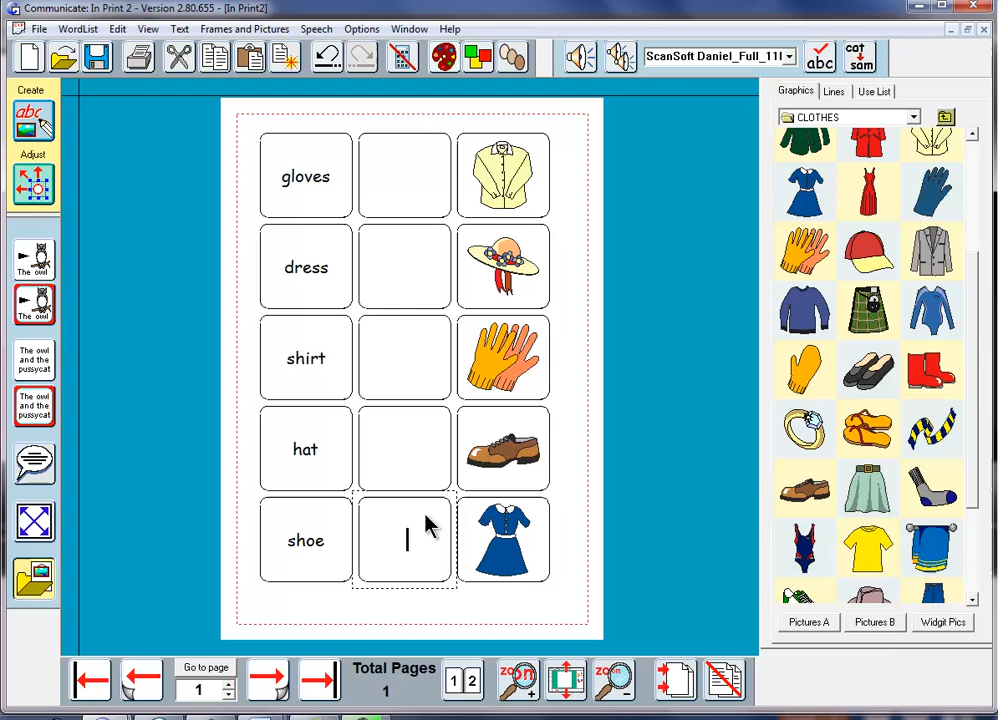 Communicate: In Print 2 - Version 2.80.655 - [In Print2]
File WordList Edit View Text Frames and Pictures Speech Options Window Help
ScanSoft Daniel_Full_11
abc
cat
sam
Create
abc
Adjust
The owl
The owl
The owl
and the
pussycat
The owl
and the
pussycat
gloves
dress
shirt
hat
shoe
Graphics Lines Use List
CLOTHES
Pictures A Pictures B Widgit Pics
Go to page
1
Total Pages
1
1 2
zoom
+
zoom
-